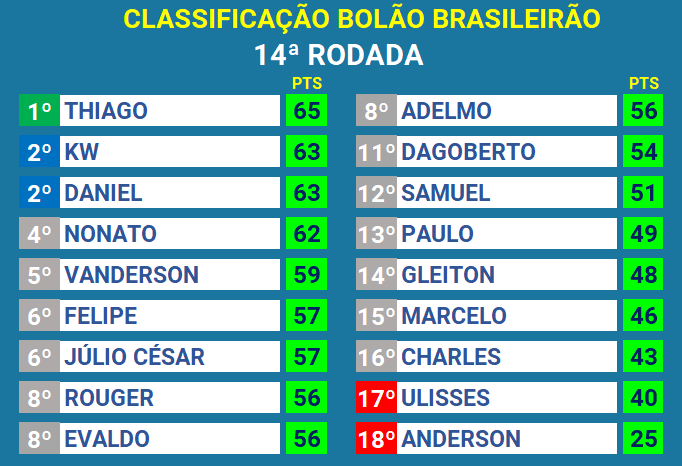 CLASSIFICAÇÃO BOLÃO BRASILEIRÃO
14ª RODADA
PTS
1º THIAGO 65
2º KW 63
2º DANIEL 63
4º NONATO 62
5º VANDERSON 59
6º FELIPE 57
6º JÚLIO CÉSAR 57
8º ROUGER 56
8º EVALDO 56
PTS
8º ADELMO 56
11º DAGOBERTO 54
12º SAMUEL 51
13º PAULO 49
14º GLEITON 48
15º MARCELO 46
16º CHARLES 43
17º ULISSES 40
18º ANDERSON 25